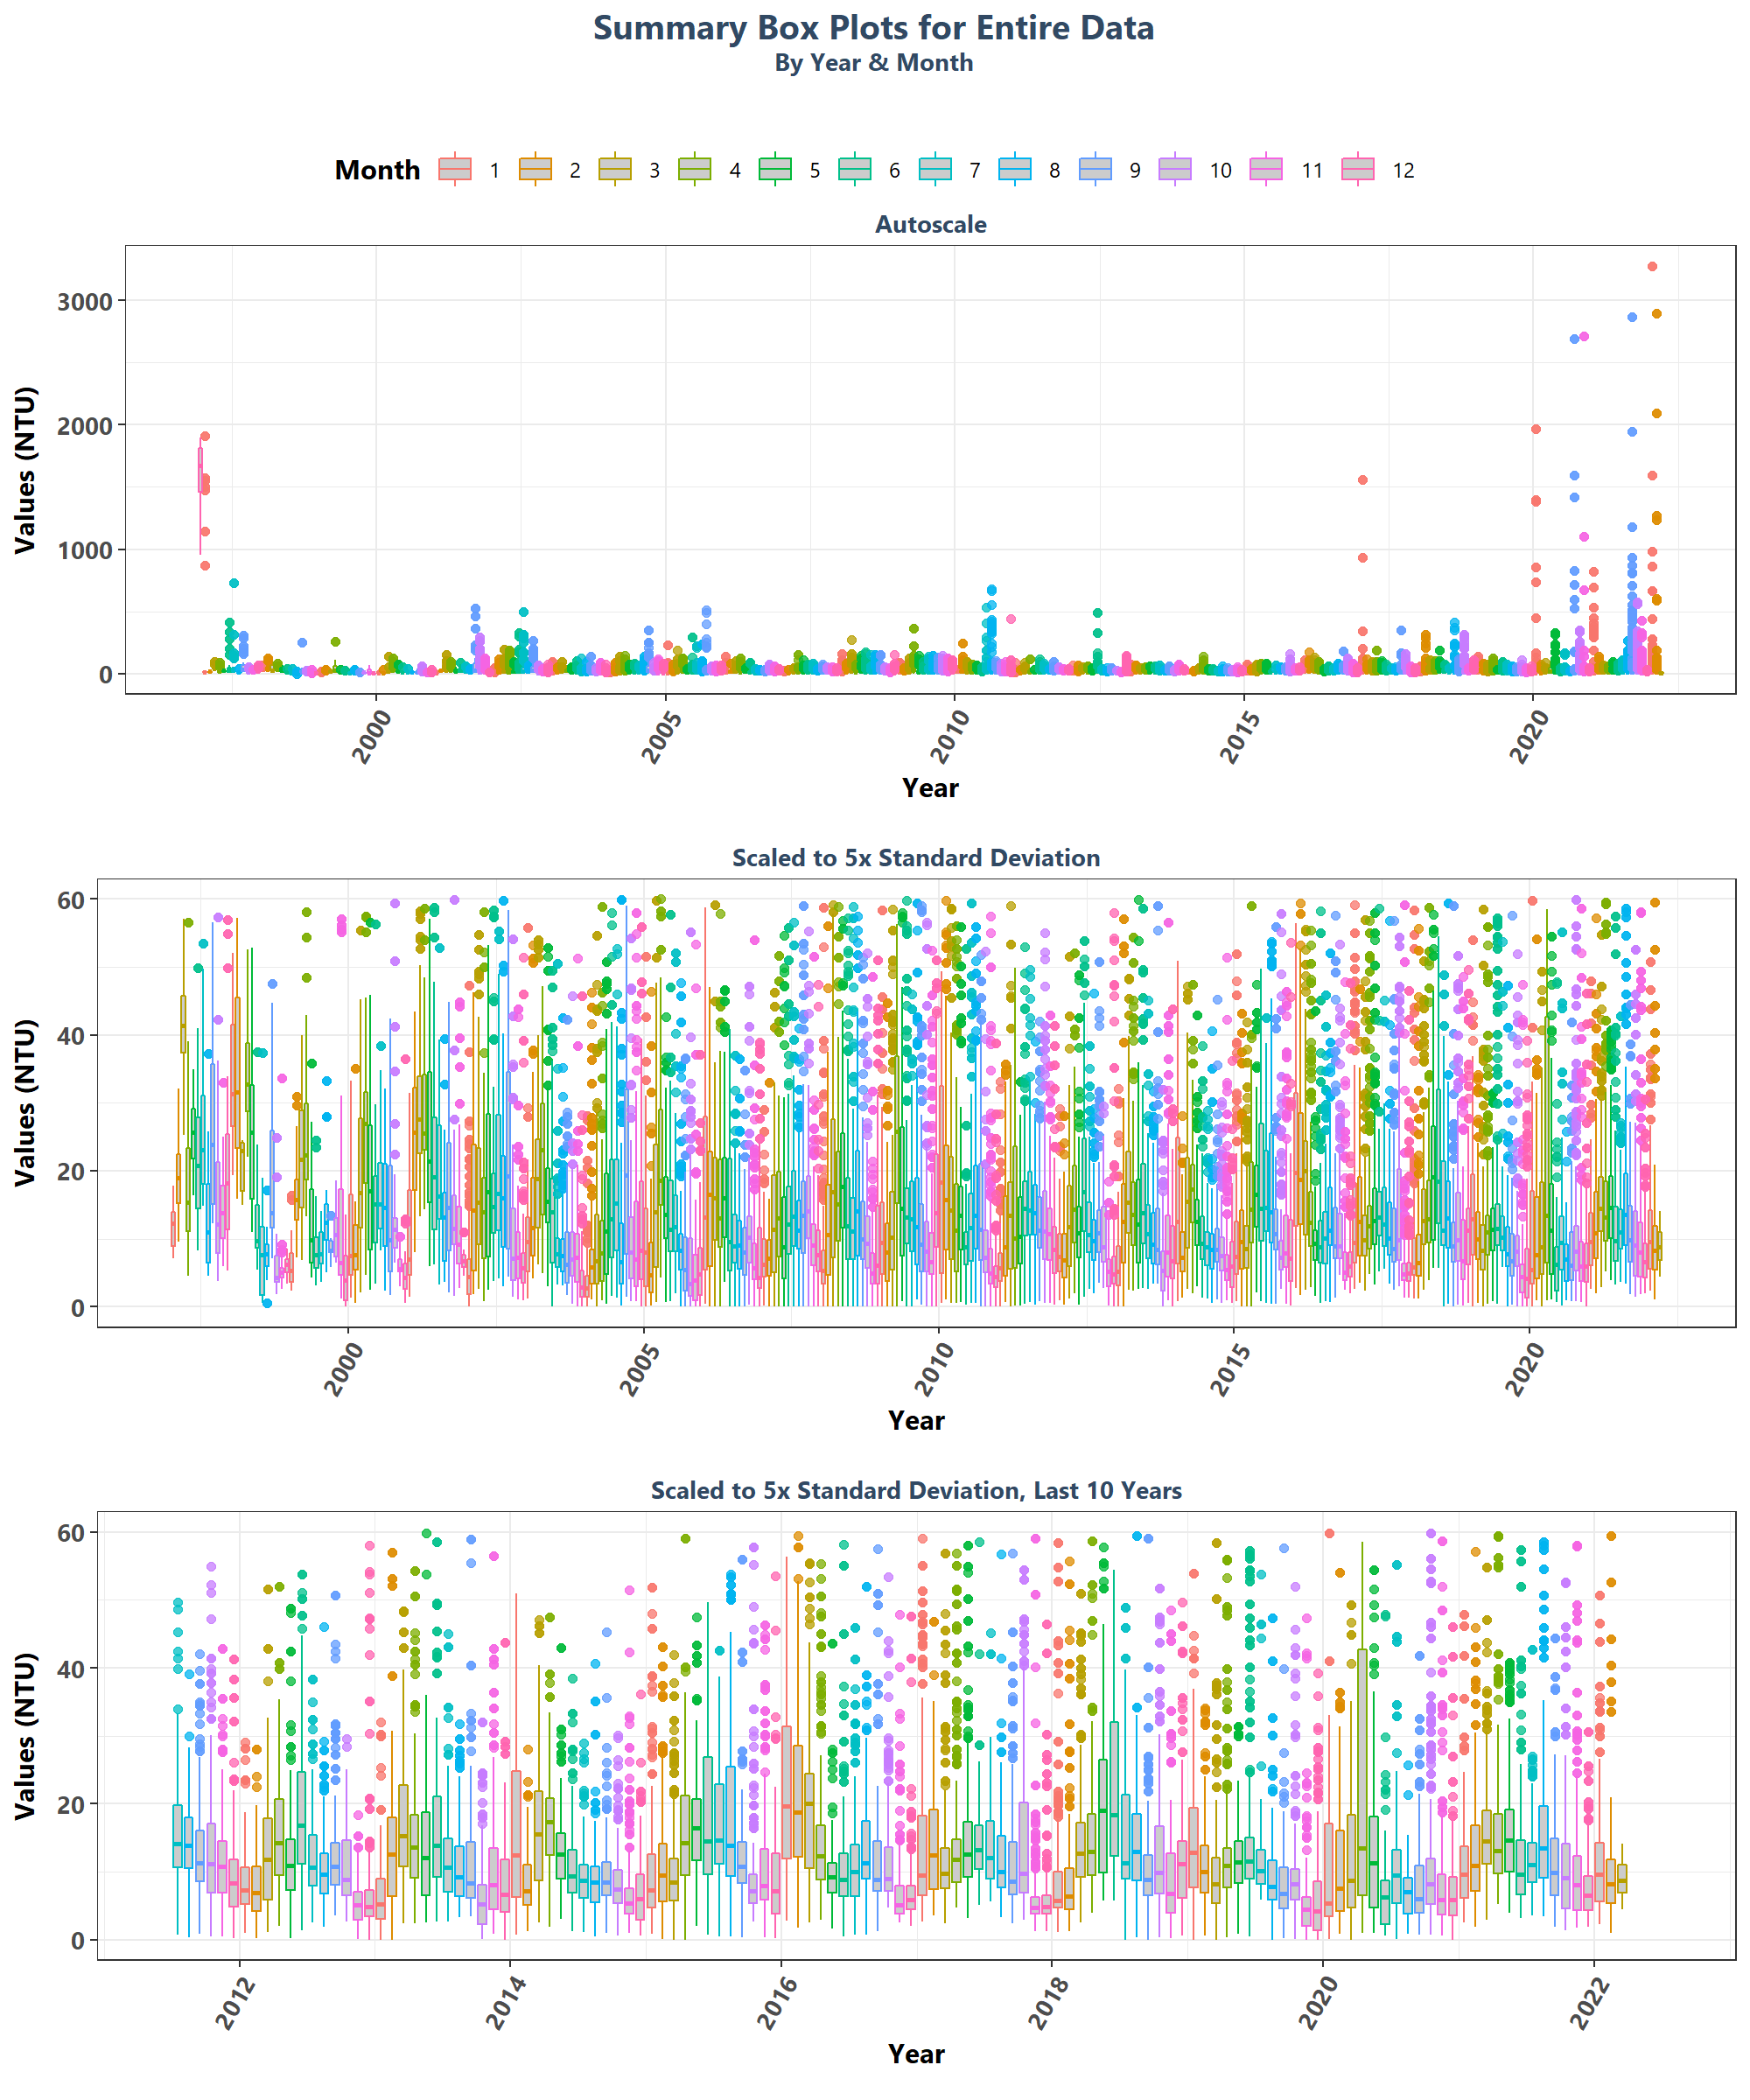 Summary Box Plots for Entire Data
By Year & Month
Month 1 2 3 4 5 6 7 8 9 10 11 12
Autoscale
Values (NTU)
3000
2000
1000
0
2000 2005 2010 2015 2020
Year
Scaled to 5x Standard Deviation
Values (NTU)
60
40
20
0
2000 2005 2010 2015 2020
Year
Scaled to 5x Standard Deviation, Last 10 Years
Values (NTU)
60
40
20
0
2012 2014 2016 2018 2020 2022
Year